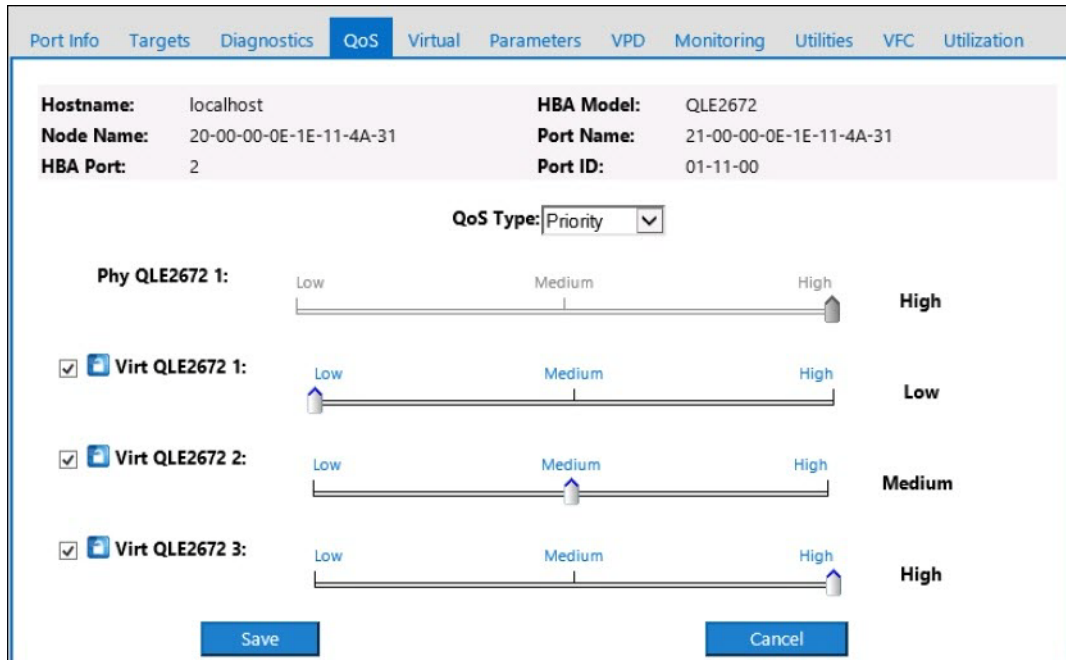 Port Info Targets Diagnostics QoS Virtual Parameters VPD Monitoring Utilities VFC Utilization
Hostname: localhost HBA Model: QLE2672
Node Name: 20-00-00-0E-1E-11-4A-31 Port Name: 21-00-00-0E-1E-11-4A-31
HBA Port: 2 Port ID: 01-11-00
QoS Type: Priority
Phy QLE2672 1: Low Medium High High
Virt QLE2672 1: Low Medium High Low
Virt QLE2672 2: Low Medium High Medium
Virt QLE2672 3: Low Medium High High
Save Cancel